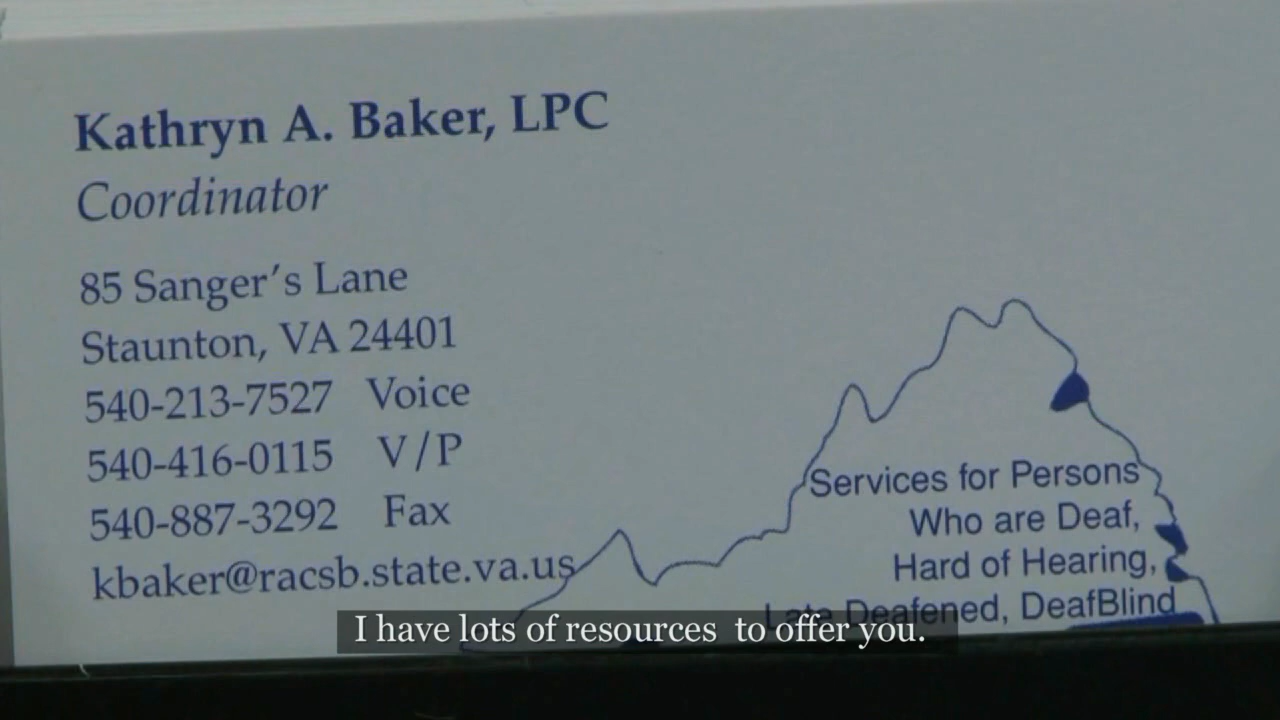 Kathryn A. Baker, LPC
Coordinator
85 Sanger's Lane
Staunton, VA 24401
540-213-7527 Voice
540-416-0115 V/P
540-887-3292 Fax
kbaker@racsb.state.va.us
Services for Persons
Who are Deaf,
Hard of Hearing,
Late Deafened, DeafBlind
I have lots of resources to offer you.